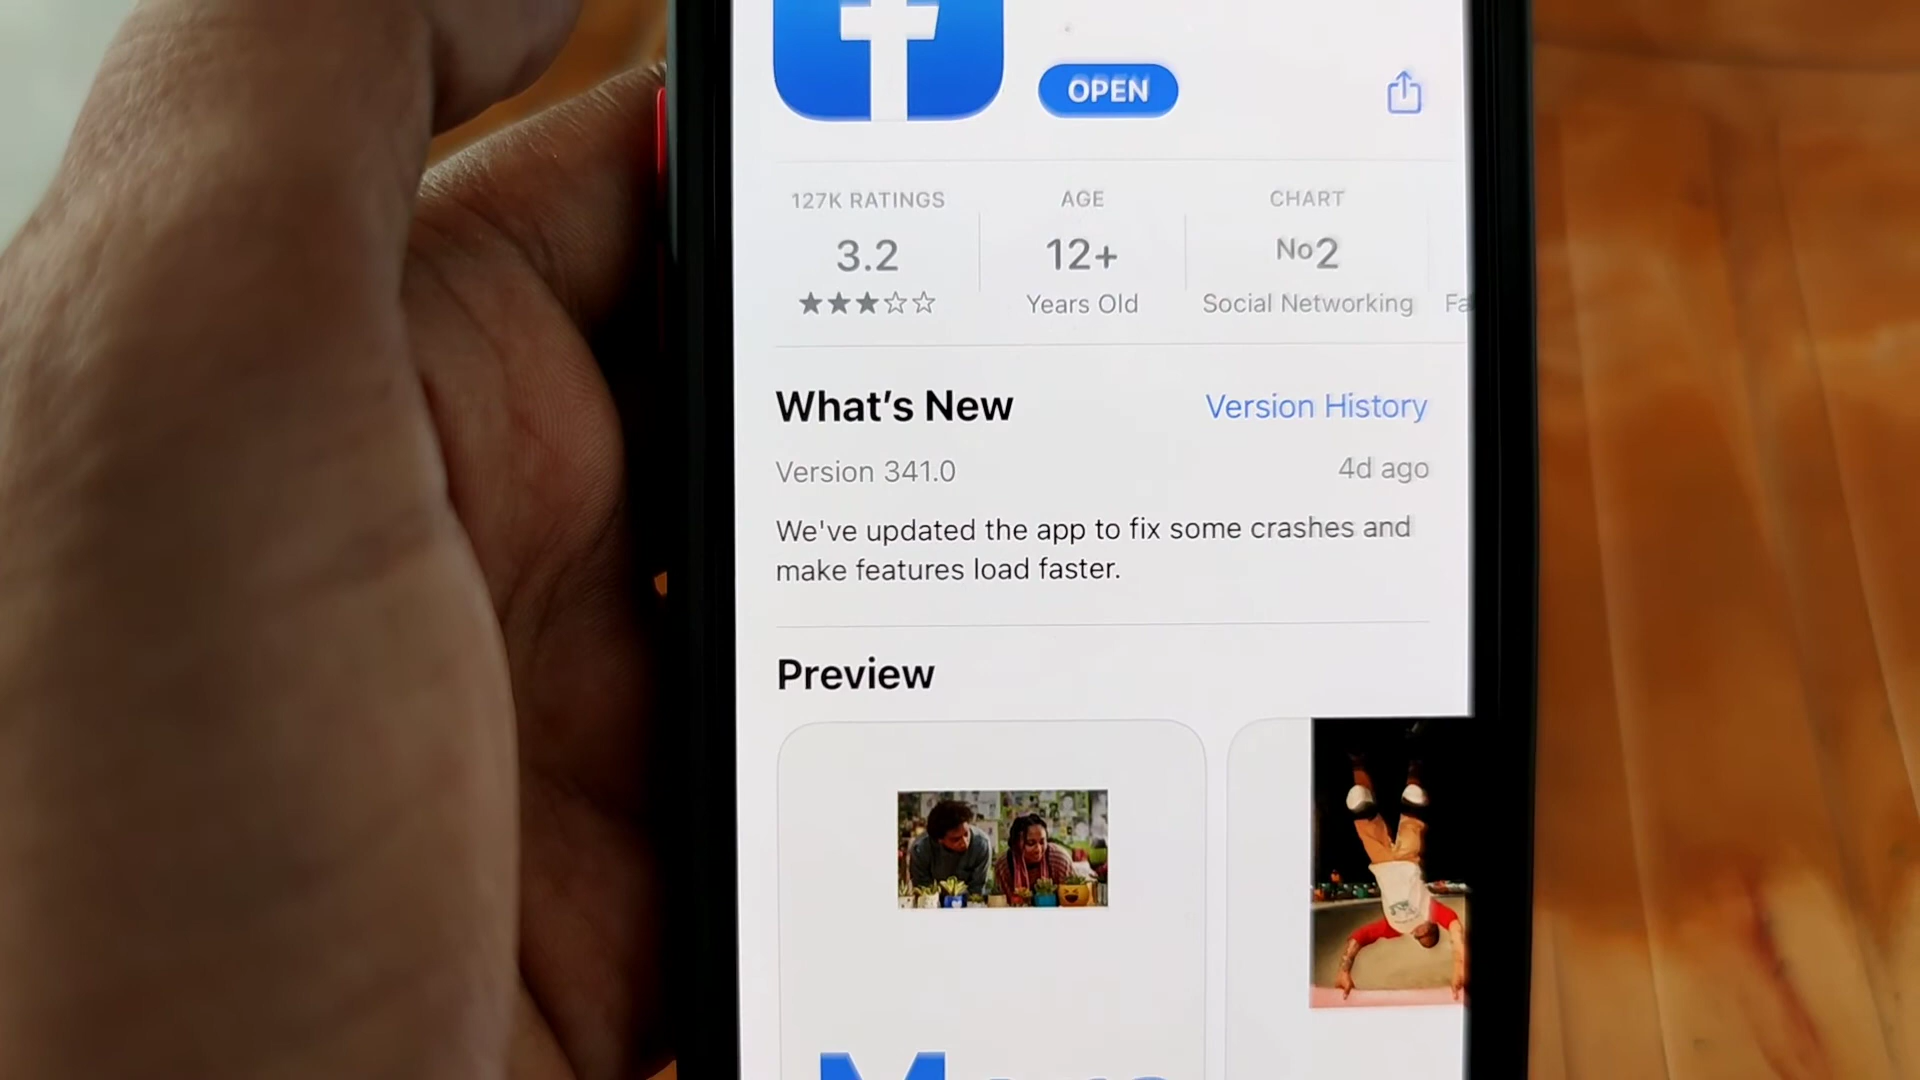 OPEN
127K RATINGS
AGE
CHART
3.2
12+
No2
★★★☆☆
Years Old
Social Networking
What's New
Version History
Version 341.0
4d ago
We've updated the app to fix some crashes and
make features load faster.
Preview